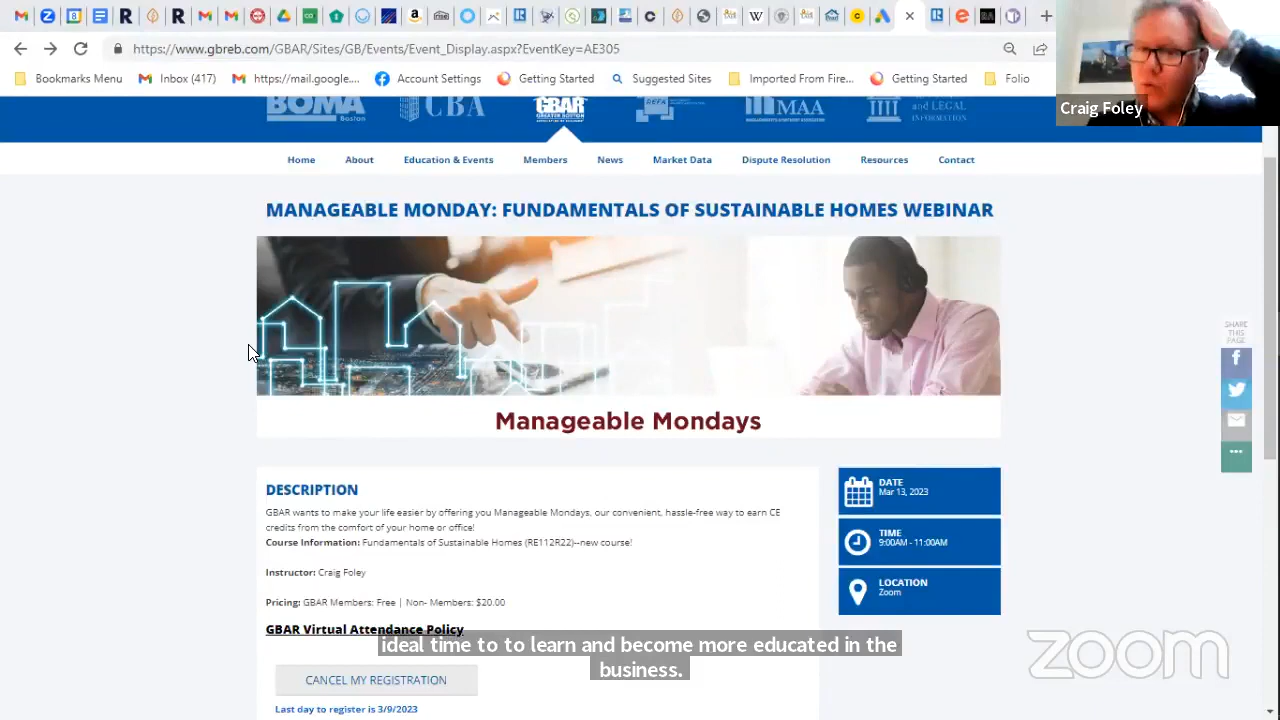 https://www.gbreb.com/GBAR/Sites/GB/Events/Event_Display.aspx?EventKey=AE305
Bookmarks Menu
Inbox (417)
https://mail.google....
Account Settings
Getting Started
Suggested Sites
Imported From Fire...
Getting Started
Folio
Craig Foley
BOMA
Boston
CBA
GBAR
REFA
MAA
and LEGAL
INFORMATION
Home About Education & Events Members News Market Data Dispute Resolution Resources Contact
MANAGEABLE MONDAY: FUNDAMENTALS OF SUSTAINABLE HOMES WEBINAR
SHARE
THIS
PAGE
Manageable Mondays
DESCRIPTION
GBAR wants to make your life easier by offering you Manageable Mondays, our convenient, hassle-free way to earn CE
credits from the comfort of your home or office!
Course Information: Fundamentals of Sustainable Homes (RE112R22)--new course!
Instructor: Craig Foley
Pricing: GBAR Members: Free | Non- Members: $20.00
GBAR Virtual Attendance Policy
CANCEL MY REGISTRATION
Last day to register is 3/9/2023
DATE
Mar 13, 2023
TIME
9:00AM - 11:00AM
LOCATION
Zoom
ideal time to to learn and become more educated in the
business.
zoom